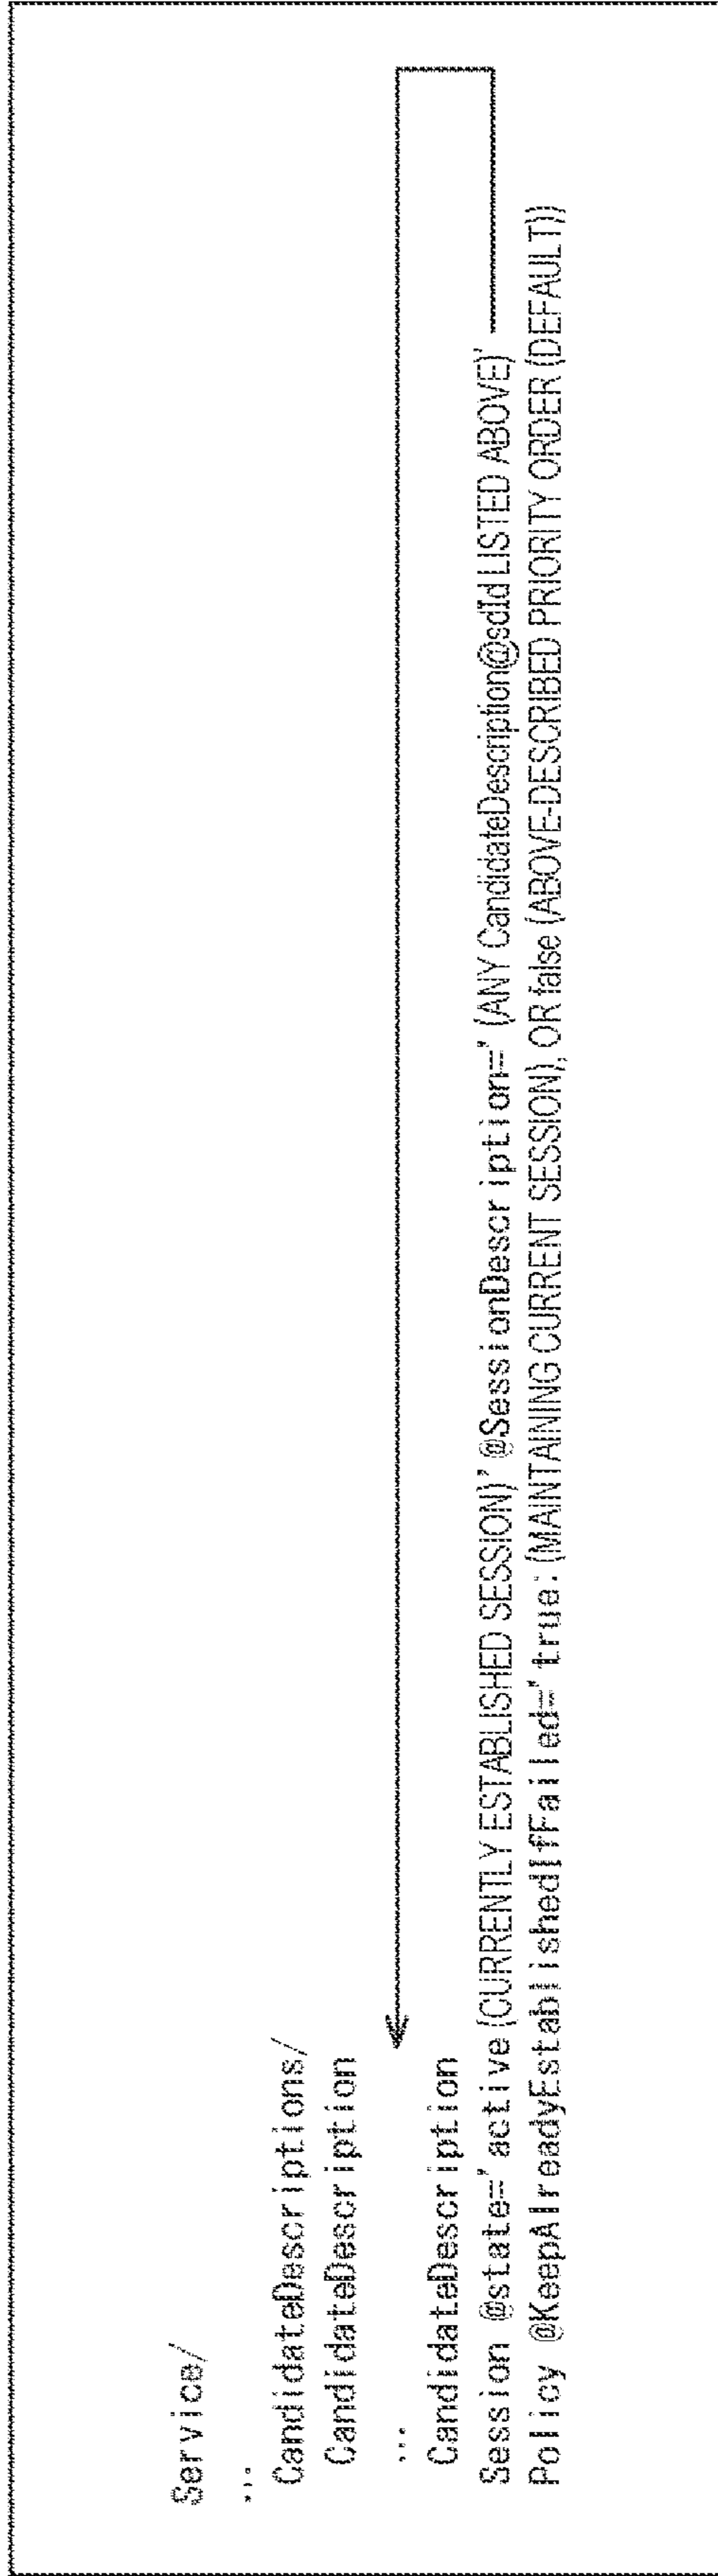 Service/
...
CandidateDescriptions/
CandidateDescription
...
CandidateDescription
Session @state='active (CURRENTLY ESTABLISHED SESSION)' @SessionDescription=' (ANY CandidateDescription@sdId LISTED ABOVE)'
Policy @KeepAlreadyEstablishedIfFailed='true: (MAINTAINING CURRENT SESSION), OR false (ABOVE-DESCRIBED PRIORITY ORDER (DEFAULT))